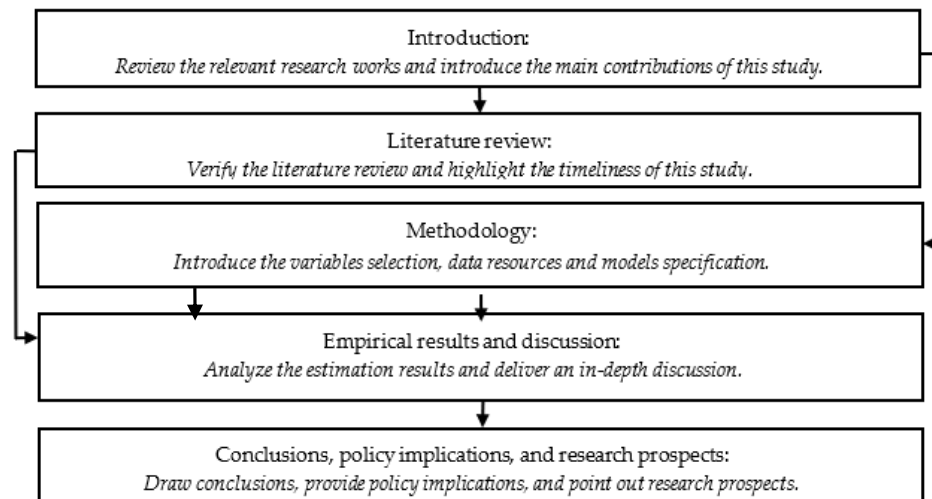 Introduction:
Review the relevant research works and introduce the main contributions of this study.
Literature review:
Verify the literature review and highlight the timeliness of this study.
Methodology:
Introduce the variables selection, data resources and models specification.
Empirical results and discussion:
Analyze the estimation results and deliver an in-depth discussion.
Conclusions, policy implications, and research prospects:
Draw conclusions, provide policy implications, and point out research prospects.